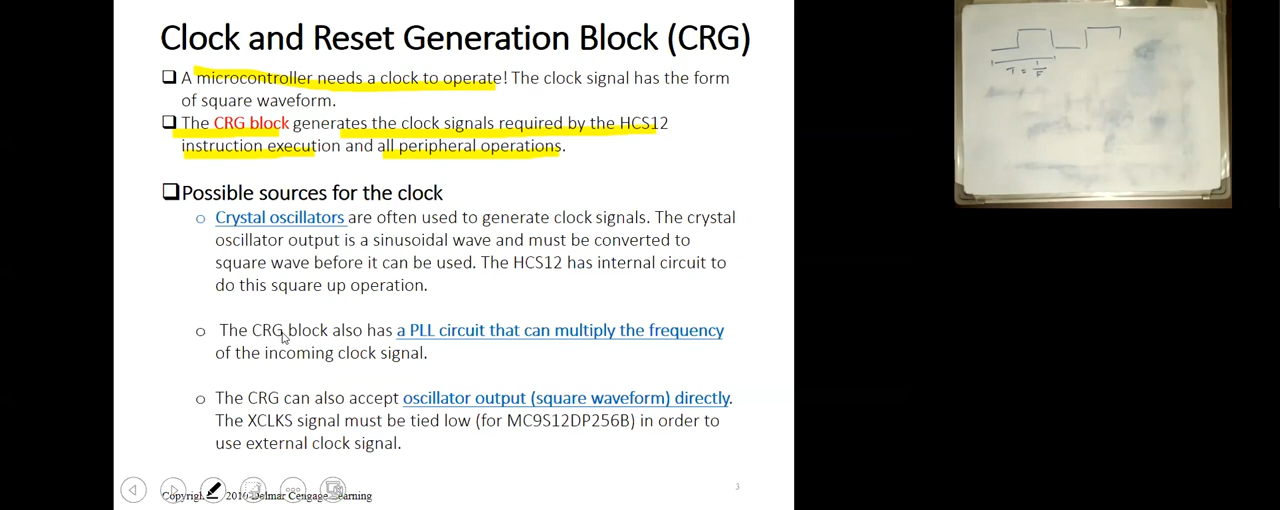 Clock and Reset Generation Block (CRG)
❑ A microcontroller needs a clock to operate! The clock signal has the form
of square waveform.
❑ The CRG block generates the clock signals required by the HCS12
instruction execution and all peripheral operations.
❑Possible sources for the clock
o Crystal oscillators are often used to generate clock signals. The crystal
oscillator output is a sinusoidal wave and must be converted to
square wave before it can be used. The HCS12 has internal circuit to
do this square up operation.
o The CRG block also has a PLL circuit that can multiply the frequency
of the incoming clock signal.
o The CRG can also accept oscillator output (square waveform) directly.
The XCLKS signal must be tied low (for MC9S12DP256B) in order to
use external clock signal.
2010 Delmar Cengage Learning
3
T = 1/F